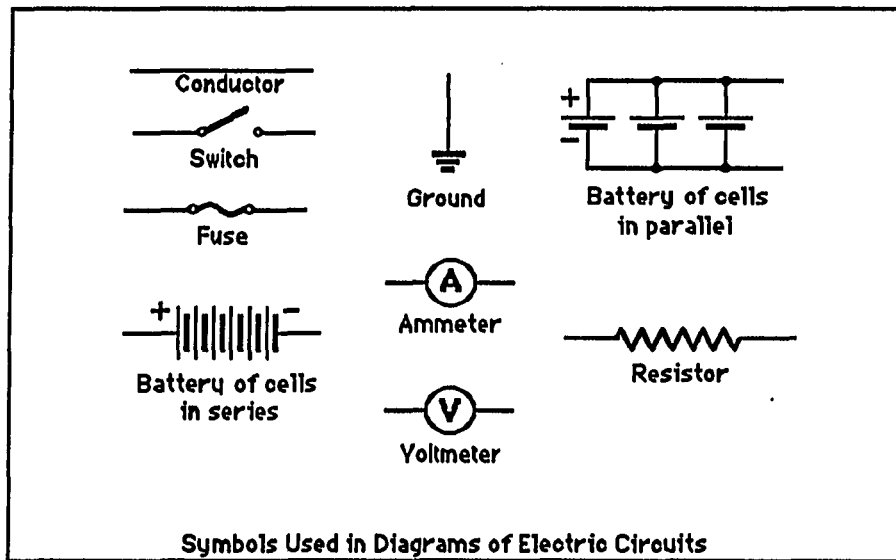 Conductor
Switch
Fuse
+ -
Battery of cells
in series
Ground
A
Ammeter
V
Voltmeter
+
-
Battery of cells
in parallel
Resistor
Symbols Used in Diagrams of Electric Circuits